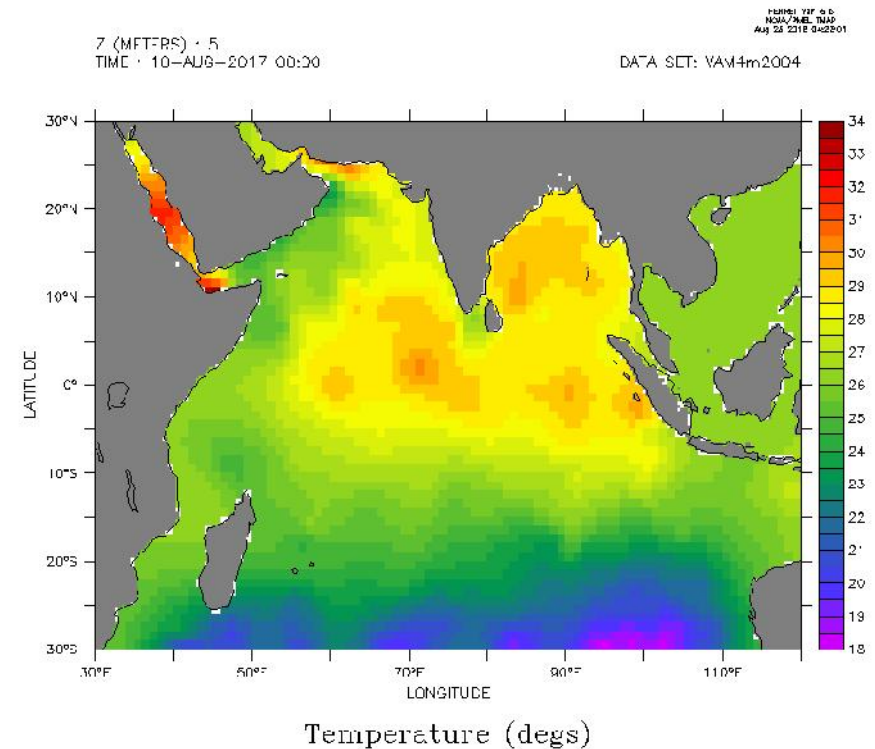 Z (METERS) : 5
TIME : 10-AUG-2017 00:00
DATA SET: VAM4m2004
30°N
20°N
10°N
0°
10°S
20°S
30°S
LATITUDE
30°E 50°E 70°E 90°E 110°E
LONGITUDE
34
33
32
31
30
29
28
27
26
25
24
23
22
21
20
19
18
Temperature (degs)